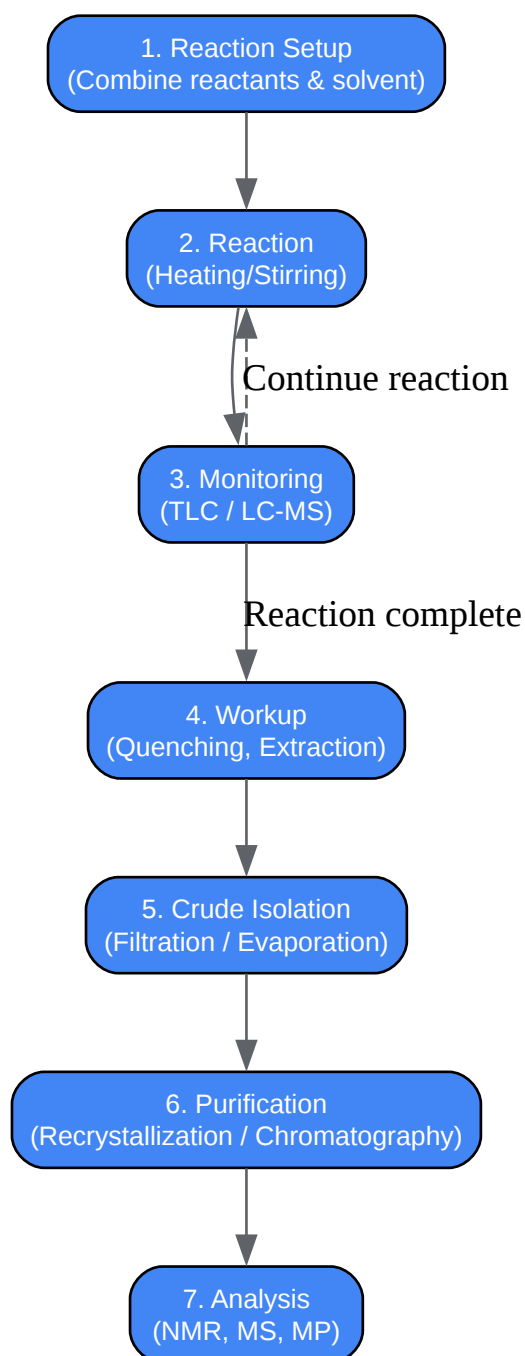 1. Reaction Setup
(Combine reactants & solvent)
2. Reaction
(Heating/Stirring)
Continue reaction
3. Monitoring
(TLC / LC-MS)
Reaction complete
4. Workup
(Quenching, Extraction)
5. Crude Isolation
(Filtration / Evaporation)
6. Purification
(Recrystallization / Chromatography)
7. Analysis
(NMR, MS, MP)